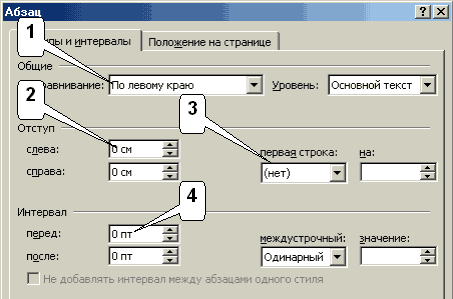 Абзац
1
пы и интервалы Положение на странице
Общие
равнивание: По левому краю Уровень: Основной текст
2
3
Отступ
слева: 0 см первая строка: на:
справа: 0 см (нет)
4
Интервал
перед: 0 пт междустрочный: значение:
после: 0 пт Одинарный
Не добавлять интервал между абзацами одного стиля